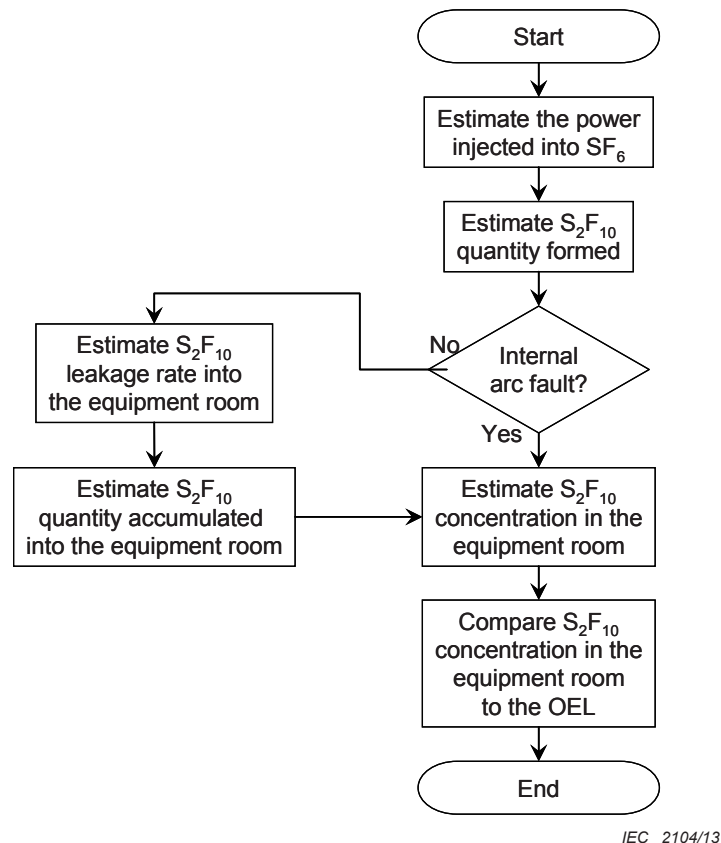 Start
Estimate the power
injected into SF₆
Estimate S₂F₁₀
quantity formed
No
Internal
arc fault?
Yes
Estimate S₂F₁₀
leakage rate into
the equipment room
Estimate S₂F₁₀
quantity accumulated
into the equipment room
Estimate S₂F₁₀
concentration in the
equipment room
Compare S₂F₁₀
concentration in the
equipment room
to the OEL
End
IEC 2104/13